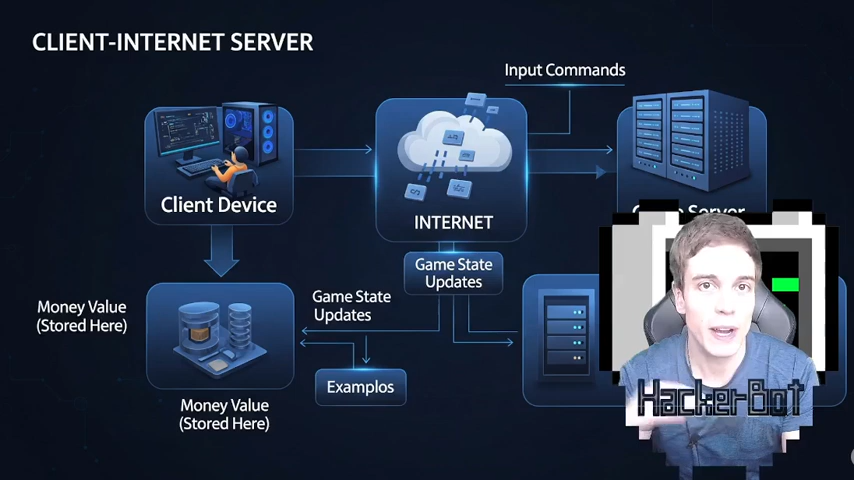 CLIENT-INTERNET SERVER
Input Commands
Client Device
INTERNET
Server
Game State
Updates
Game State
Updates
Money Value
(Stored Here)
Examplos
Money Value
(Stored Here)
HackerBot